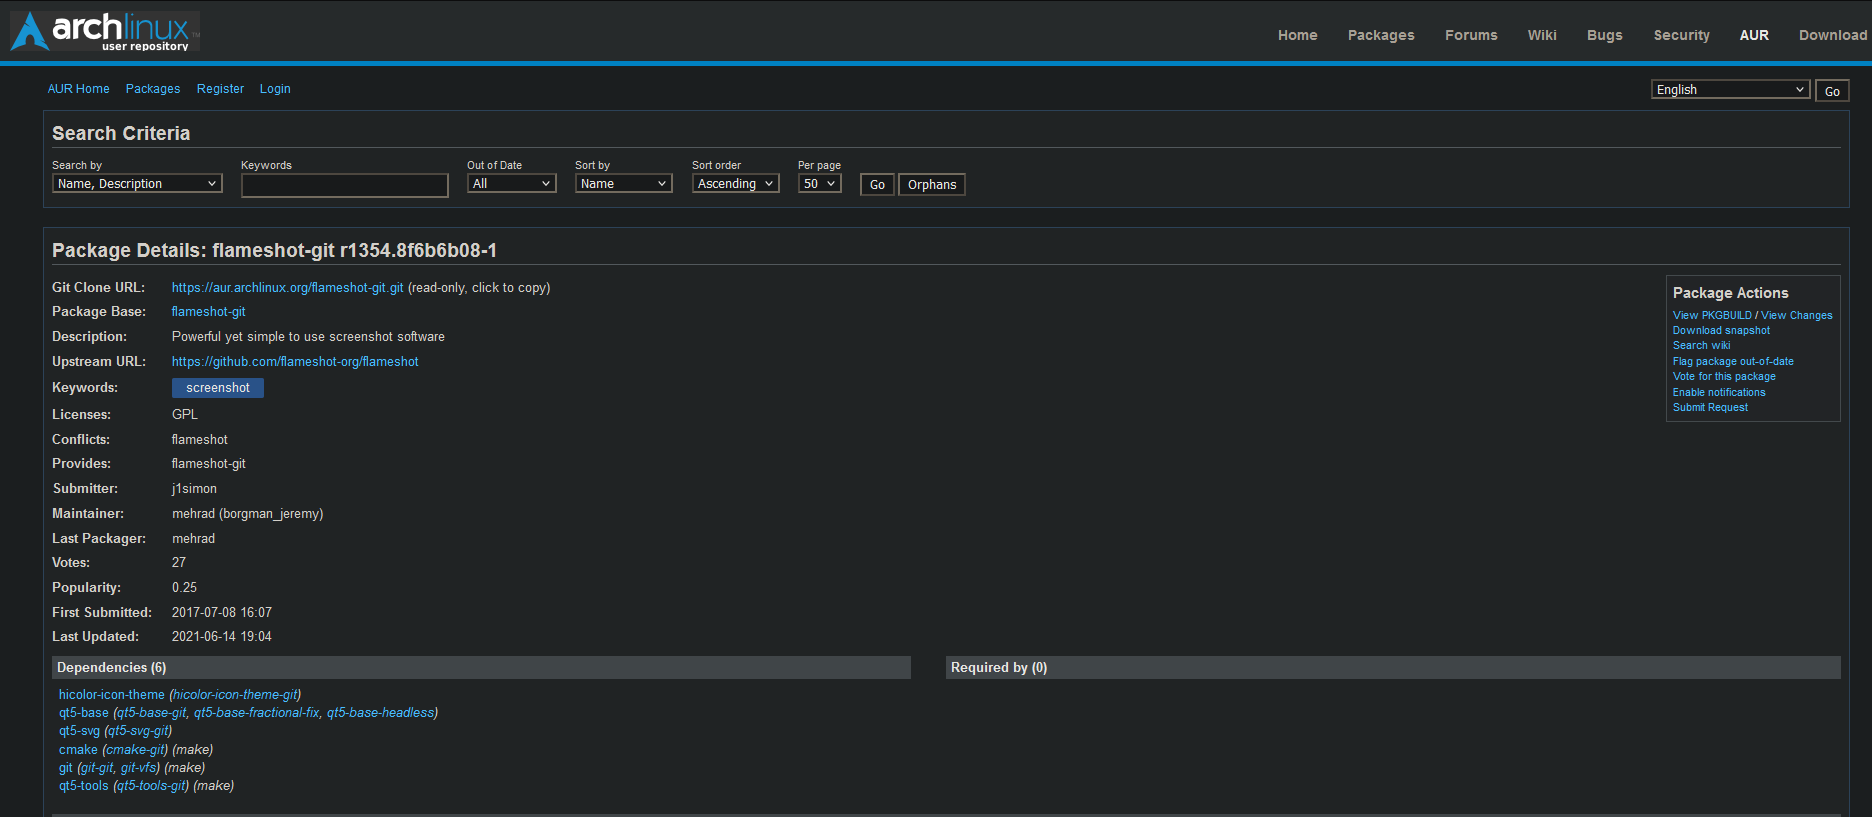 archlinux™
user repository
Home Packages Forums Wiki Bugs Security AUR Download
AUR Home Packages Register Login
English Go
Search Criteria
Search by Keywords Out of Date Sort by Sort order Per page
Name, Description All Name Ascending 50 Go Orphans
Package Details: flameshot-git r1354.8f6b6b08-1
Git Clone URL: https://aur.archlinux.org/flameshot-git.git (read-only, click to copy)
Package Base: flameshot-git
Description: Powerful yet simple to use screenshot software
Upstream URL: https://github.com/flameshot-org/flameshot
Keywords: screenshot
Licenses: GPL
Conflicts: flameshot
Provides: flameshot-git
Submitter: j1simon
Maintainer: mehrad (borgman_jeremy)
Last Packager: mehrad
Votes: 27
Popularity: 0.25
First Submitted: 2017-07-08 16:07
Last Updated: 2021-06-14 19:04
Package Actions
View PKGBUILD / View Changes
Download snapshot
Search wiki
Flag package out-of-date
Vote for this package
Enable notifications
Submit Request
Dependencies (6)
hicolor-icon-theme (hicolor-icon-theme-git)
qt5-base (qt5-base-git, qt5-base-fractional-fix, qt5-base-headless)
qt5-svg (qt5-svg-git)
cmake (cmake-git) (make)
git (git-git, git-vfs) (make)
qt5-tools (qt5-tools-git) (make)
Required by (0)